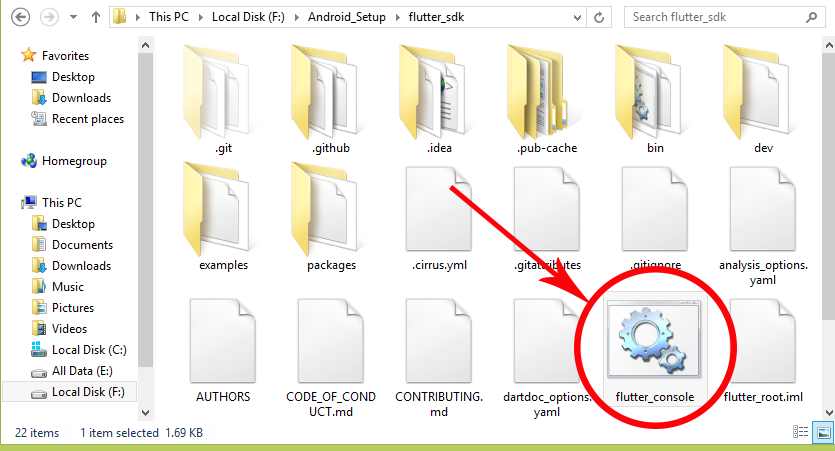 This PC
Local Disk (F:)
Android_Setup
flutter_sdk
Search flutter_sdk
Favorites
Desktop
Downloads
Recent places
Homegroup
This PC
Desktop
Documents
Downloads
Music
Pictures
Videos
Local Disk (C:)
All Data (E:)
Local Disk (F:)
.git
.github
.idea
.pub-cache
bin
dev
examples
packages
.cirrus.yml
.gitattributes
.gitignore
analysis_options.
yaml
AUTHORS
CODE_OF_COND
UCT.md
CONTRIBUTING.
md
dartdoc_options.
yaml
flutter_console
flutter_root.iml
22 items
1 item selected 1.69 KB